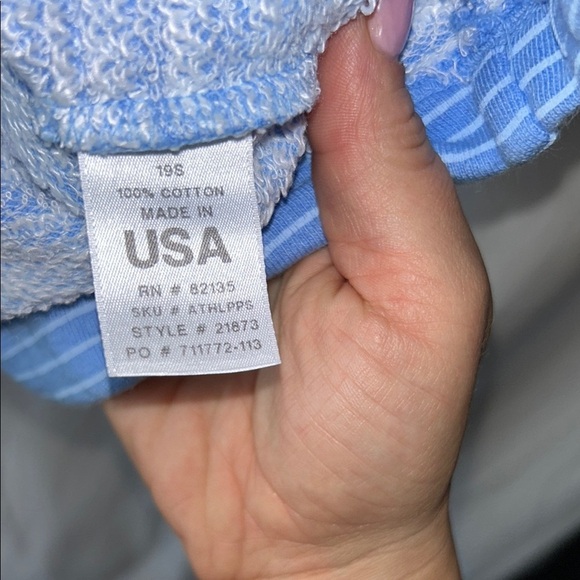 19S
100% COTTON
MADE IN
USA
RN # 82135
SKU # ATHLPPS
STYLE # 21873
PO # 711772-113